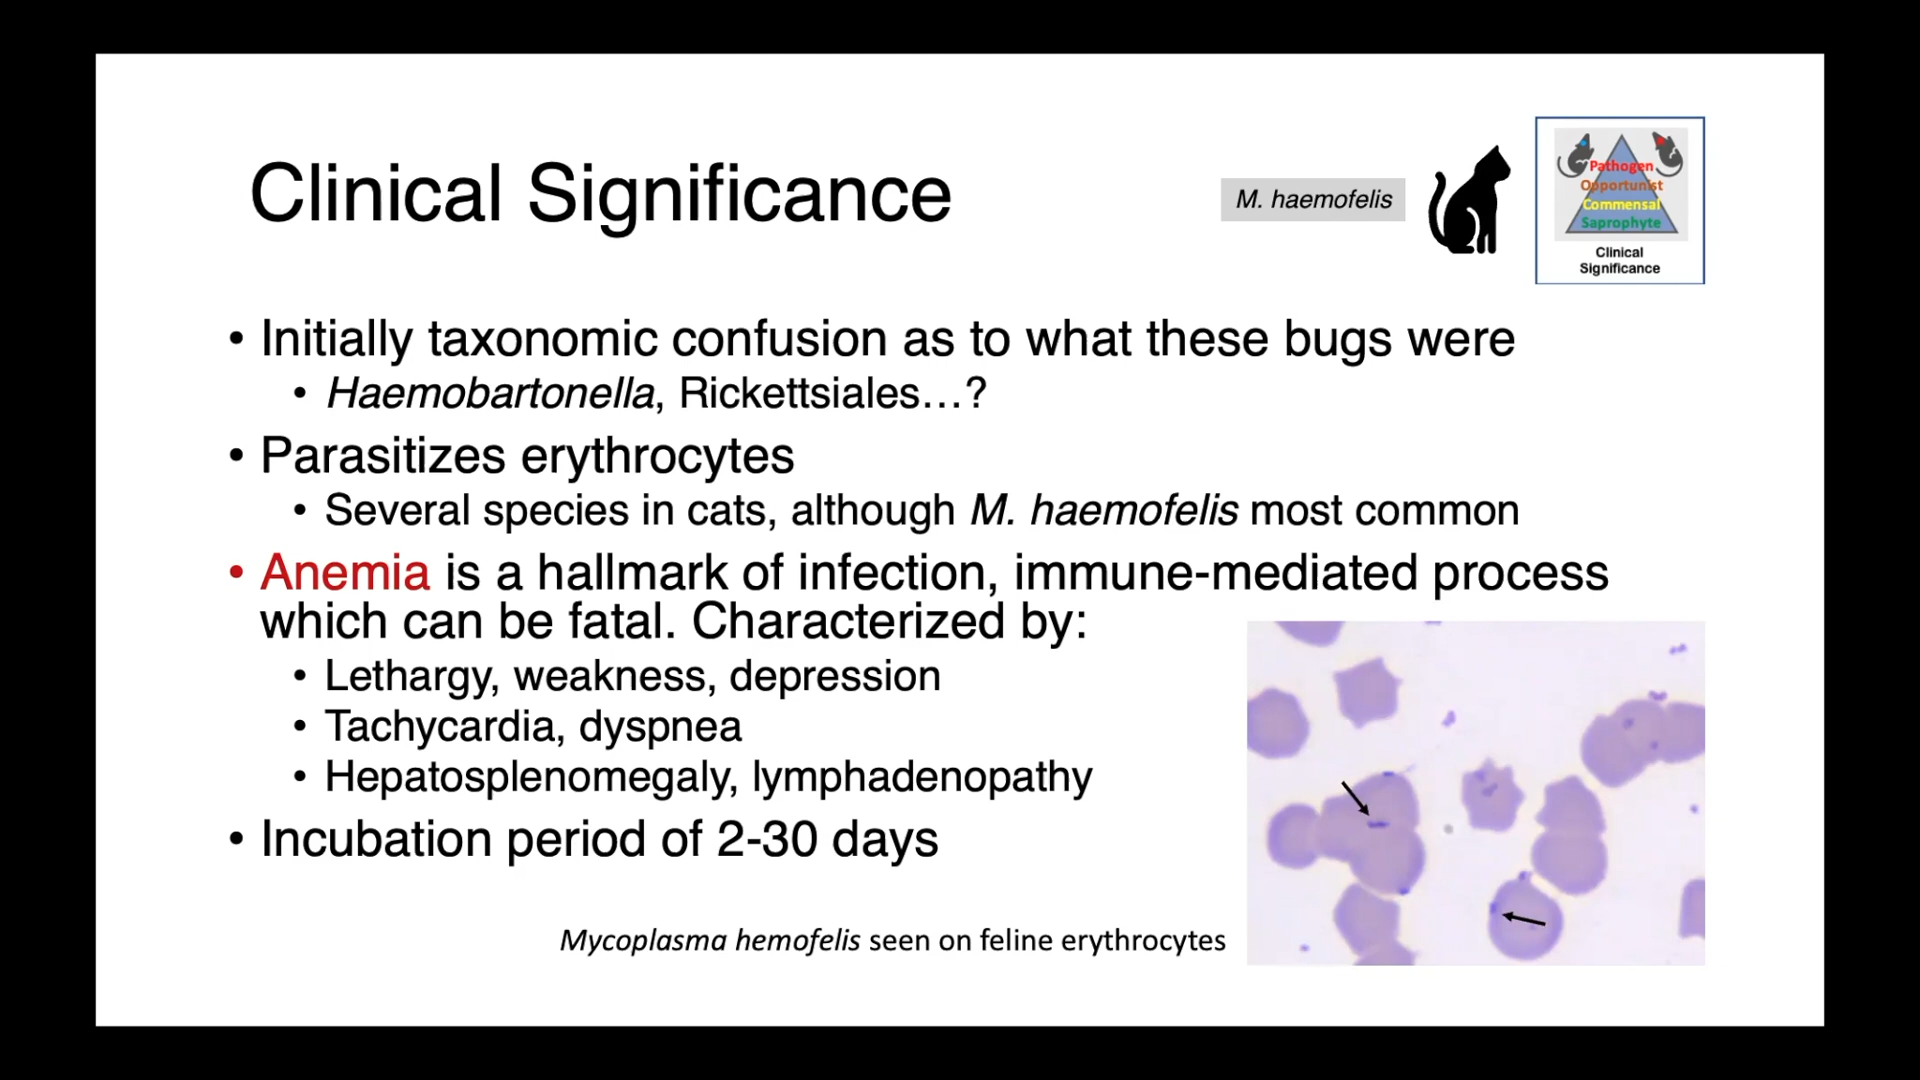 Clinical Significance
M. haemofelis
Pathogen
Opportunist
Commensal
Saprophyte
Clinical
Significance
• Initially taxonomic confusion as to what these bugs were
• Haemobartonella, Rickettsiales…?
• Parasitizes erythrocytes
• Several species in cats, although M. haemofelis most common
• Anemia is a hallmark of infection, immune-mediated process
which can be fatal. Characterized by:
• Lethargy, weakness, depression
• Tachycardia, dyspnea
• Hepatosplenomegaly, lymphadenopathy
• Incubation period of 2-30 days
Mycoplasma hemofelis seen on feline erythrocytes